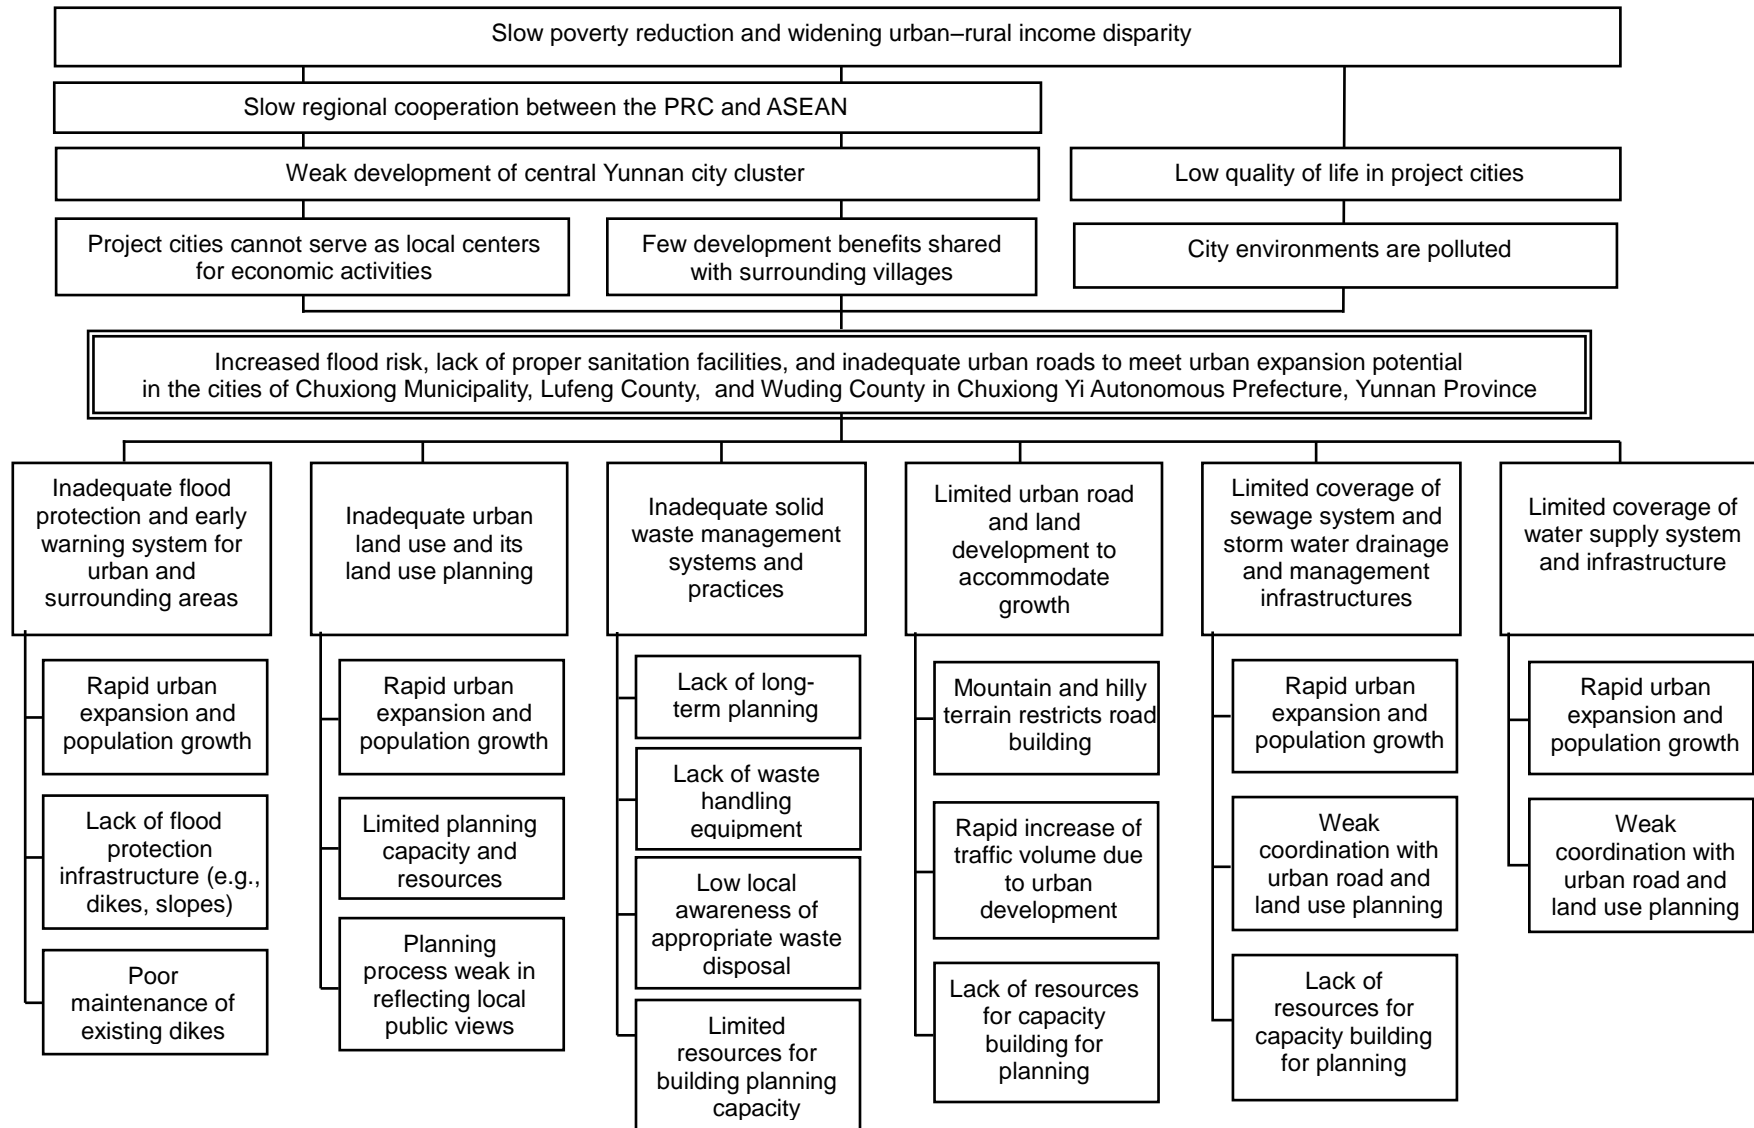 Slow poverty reduction and widening urban–rural income disparity
Slow regional cooperation between the PRC and ASEAN
Weak development of central Yunnan city cluster
Low quality of life in project cities
Project cities cannot serve as local centers
for economic activities
Few development benefits shared
with surrounding villages
City environments are polluted
Increased flood risk, lack of proper sanitation facilities, and inadequate urban roads to meet urban expansion potential
in the cities of Chuxiong Municipality, Lufeng County, and Wuding County in Chuxiong Yi Autonomous Prefecture, Yunnan Province
Inadequate flood
protection and early
warning system for
urban and
surrounding areas
Rapid urban
expansion and
population growth
Lack of flood
protection
infrastructure (e.g.,
dikes, slopes)
Poor
maintenance of
existing dikes
Inadequate urban
land use and its
land use planning
Rapid urban
expansion and
population growth
Limited planning
capacity and
resources
Planning
process weak in
reflecting local
public views
Inadequate solid
waste management
systems and
practices
Lack of long-
term planning
Lack of waste
handling
equipment
Low local
awareness of
appropriate waste
disposal
Limited
resources for
building planning
capacity
Limited urban road
and land
development to
accommodate
growth
Mountain and hilly
terrain restricts road
building
Rapid increase of
traffic volume due
to urban
development
Lack of resources
for capacity
building for
planning
Limited coverage of
sewage system and
storm water drainage
and management
infrastructures
Rapid urban
expansion and
population growth
Weak
coordination with
urban road and
land use planning
Lack of
resources for
capacity building
for planning
Limited coverage of
water supply system
and infrastructure
Rapid urban
expansion and
population growth
Weak
coordination with
urban road and
land use planning